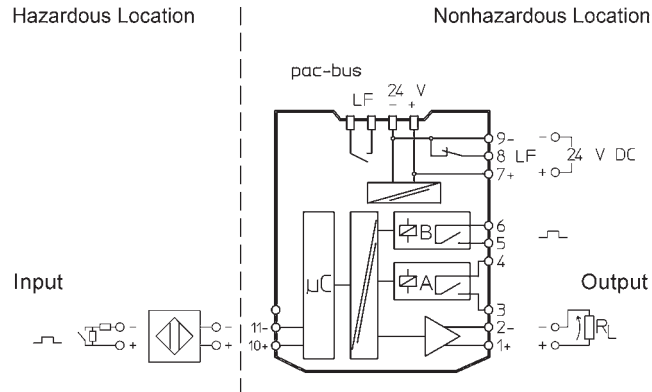 Hazardous Location
Nonhazardous Location
pac-bus
LF 24 V
- +
9-
8 LF
7+
- +
24 V DC
6
B
5
4
µC
A
3
Input
Output
11-
10+
2-
1+
- +
- +
- +
RL